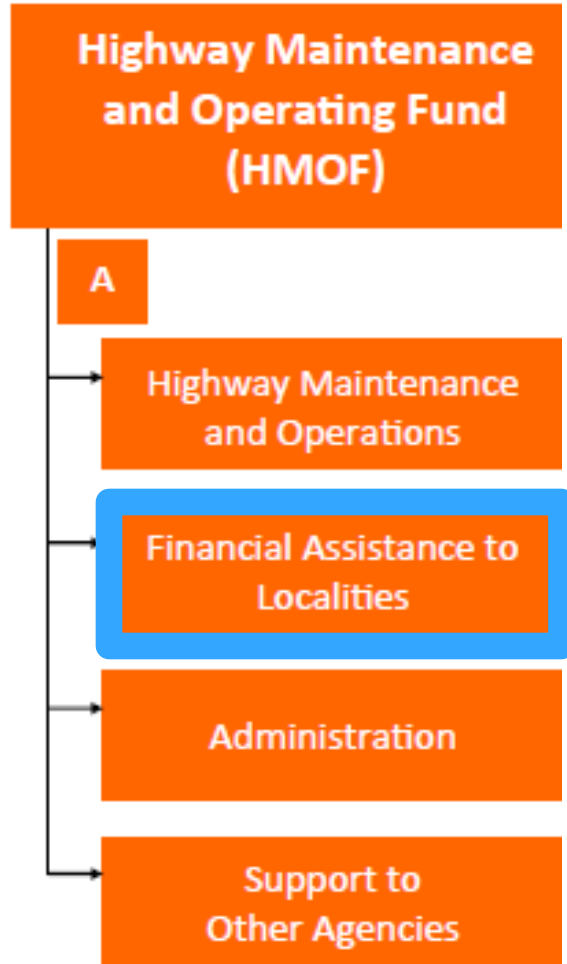 Highway Maintenance
and Operating Fund
(HMOF)
A
Highway Maintenance
and Operations
Financial Assistance to
Localities
Administration
Support to
Other Agencies